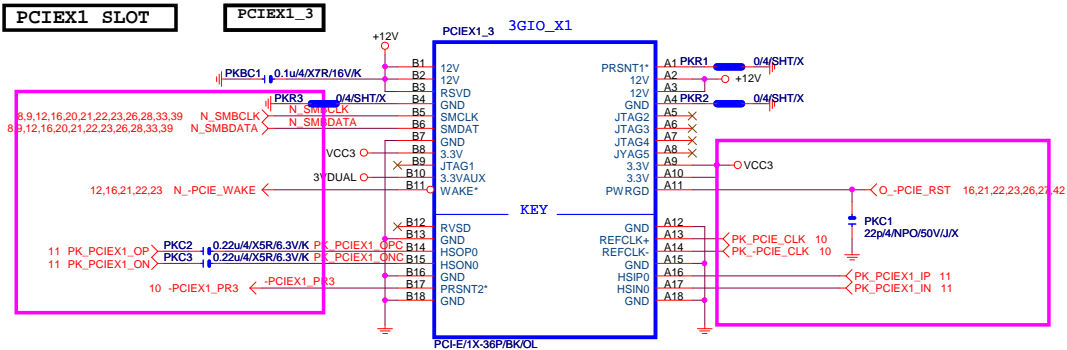 PCIEX1 SLOT
PCIEX1_3
PCIEX1_3
3GIO_X1
+12V
PKBC1
0.1u/4/X7R/16V/K
PKR3
0/4/SHT/X
8,9,12,16,20,21,22,23,26,28,33,39 N_SMBCLK
N_SMBCLK
8,9,12,16,20,21,22,23,26,28,33,39 N_SMBDATA
N_SMBDATA
VCC3
3VDUAL
12,16,21,22,23 N_-PCIE_WAKE
11 PK_PCIEX1_OP
PKC2
0.22u/4/X5R/6.3V/K
PK_PCIEX1_OPC
11 PK_PCIEX1_ON
PKC3
0.22u/4/X5R/6.3V/K
PK_PCIEX1_ONC
10 -PCIEX1_PR3
-PCIEX1_PR3
B1 12V
B2 12V
B3 RSVD
B4 GND
B5 SMCLK
B6 SMDAT
B7 GND
B8 3.3V
B9 JTAG1
B10 3.3VAUX
B11 WAKE*
KEY
B12 RVSD
B13 GND
B14 HSOP0
B15 HSON0
B16 GND
B17 PRSNT2*
B18 GND
PRSNT1* A1
12V A2
12V A3
GND A4
JTAG2 A5
JTAG3 A6
JTAG4 A7
JYAG5 A8
3.3V A9
3.3V A10
PWRGD A11
GND A12
REFCLK+ A13
REFCLK- A14
GND A15
HSIP0 A16
HSIN0 A17
GND A18
PKR1
0/4/SHT/X
+12V
PKR2
0/4/SHT/X
VCC3
O_-PCIE_RST 16,21,22,23,26,27,42
PKC1
22p/4/NPO/50V/J/X
PK_PCIE_CLK 10
PK_-PCIE_CLK 10
PK_PCIEX1_IP 11
PK_PCIEX1_IN 11
PCI-E/1X-36P/BK/OL